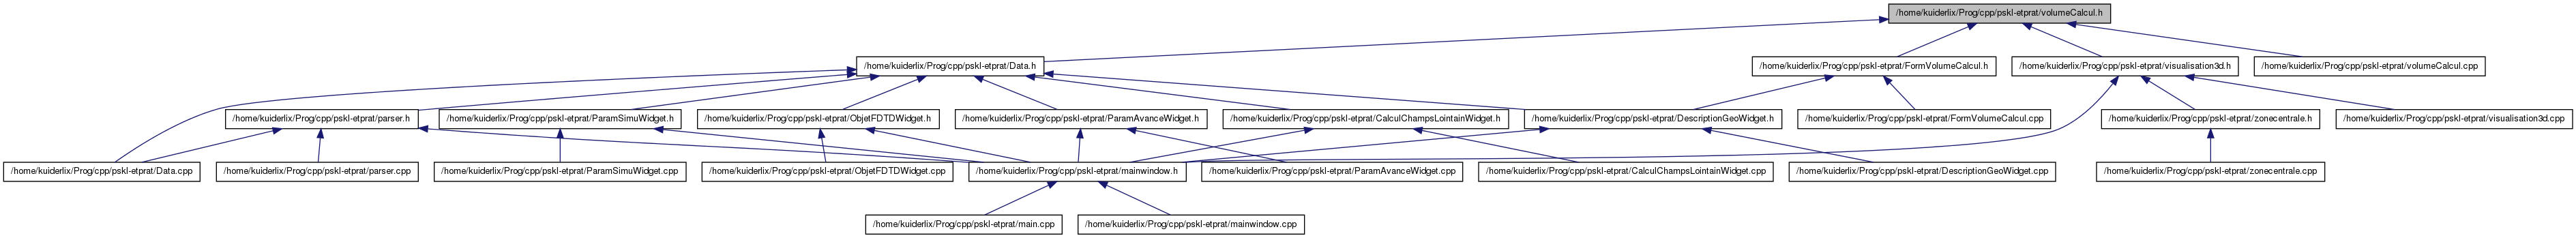 /home/kuiderlix/Prog/cpp/pskl-etprat/volumeCalcul.h
/home/kuiderlix/Prog/cpp/pskl-etprat/Data.h
/home/kuiderlix/Prog/cpp/pskl-etprat/FormVolumeCalcul.h
/home/kuiderlix/Prog/cpp/pskl-etprat/visualisation3d.h
/home/kuiderlix/Prog/cpp/pskl-etprat/volumeCalcul.cpp
/home/kuiderlix/Prog/cpp/pskl-etprat/parser.h
/home/kuiderlix/Prog/cpp/pskl-etprat/ParamSimuWidget.h
/home/kuiderlix/Prog/cpp/pskl-etprat/ObjetFDTDWidget.h
/home/kuiderlix/Prog/cpp/pskl-etprat/ParamAvanceWidget.h
/home/kuiderlix/Prog/cpp/pskl-etprat/CalculChampsLointainWidget.h
/home/kuiderlix/Prog/cpp/pskl-etprat/DescriptionGeoWidget.h
/home/kuiderlix/Prog/cpp/pskl-etprat/FormVolumeCalcul.cpp
/home/kuiderlix/Prog/cpp/pskl-etprat/zonecentrale.h
/home/kuiderlix/Prog/cpp/pskl-etprat/visualisation3d.cpp
/home/kuiderlix/Prog/cpp/pskl-etprat/Data.cpp
/home/kuiderlix/Prog/cpp/pskl-etprat/parser.cpp
/home/kuiderlix/Prog/cpp/pskl-etprat/ParamSimuWidget.cpp
/home/kuiderlix/Prog/cpp/pskl-etprat/ObjetFDTDWidget.cpp
/home/kuiderlix/Prog/cpp/pskl-etprat/mainwindow.h
/home/kuiderlix/Prog/cpp/pskl-etprat/ParamAvanceWidget.cpp
/home/kuiderlix/Prog/cpp/pskl-etprat/CalculChampsLointainWidget.cpp
/home/kuiderlix/Prog/cpp/pskl-etprat/DescriptionGeoWidget.cpp
/home/kuiderlix/Prog/cpp/pskl-etprat/zonecentrale.cpp
/home/kuiderlix/Prog/cpp/pskl-etprat/main.cpp
/home/kuiderlix/Prog/cpp/pskl-etprat/mainwindow.cpp